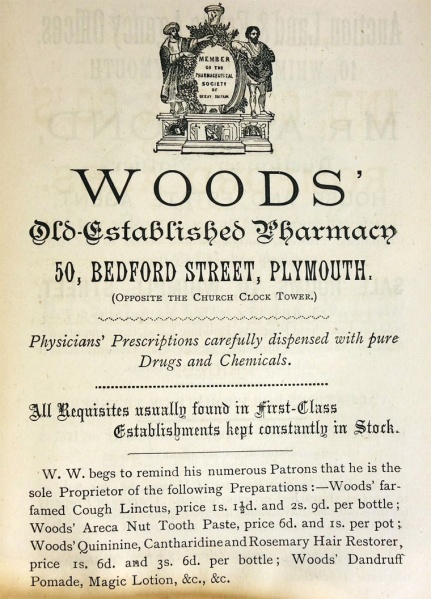 MEMBER
OF THE
PHARMACEUTICAL
SOCIETY
OF
GREAT BRITAIN
WOODS'
Old-Established Pharmacy
50, BEDFORD STREET, PLYMOUTH.
(OPPOSITE THE CHURCH CLOCK TOWER.)
Physicians' Prescriptions carefully dispensed with pure
Drugs and Chemicals.
All Requisites usually found in First-Class
Establishments kept constantly in Stock.
W. W. begs to remind his numerous Patrons that he is the
sole Proprietor of the following Preparations :—Woods' far-
famed Cough Linctus, price 1s. 1½d. and 2s. 9d. per bottle ;
Woods' Areca Nut Tooth Paste, price 6d. and 1s. per pot ;
Woods' Quininine, Cantharidine and Rosemary Hair Restorer,
price 1s. 6d. and 3s. 6d. per bottle ; Woods' Dandruff
Pomade, Magic Lotion, &c., &c.